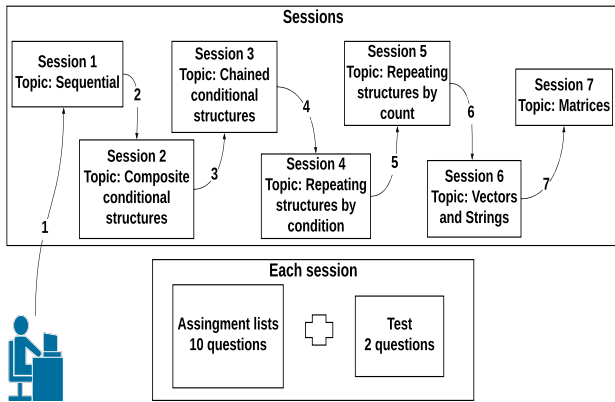 Sessions
Session 1
Topic: Sequential
2
Session 2
Topic: Composite
conditional
structures
3
Session 3
Topic: Chained
conditional
structures
4
Session 4
Topic: Repeating
structures by
condition
5
Session 5
Topic: Repeating
structures by
count
6
Session 6
Topic: Vectors
and Strings
7
Session 7
Topic: Matrices
1
Each session
Assingment lists
10 questions
Test
2 questions